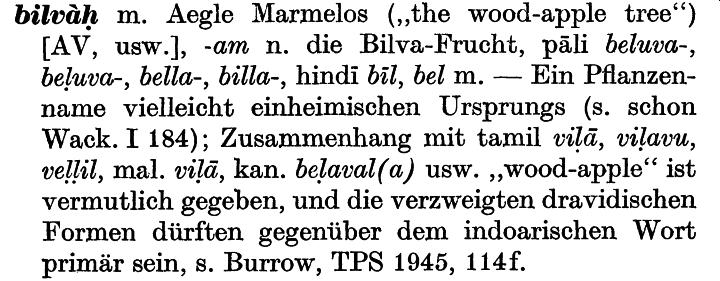 bilvàḥ m. Aegle Marmelos („the wood-apple tree“)
[AV, usw.], -am n. die Bilva-Frucht, pāli beluva-,
beḷuva-, bella-, billa-, hindī bīl, bel m. — Ein Pflanzen-
name vielleicht einheimischen Ursprungs (s. schon
Wack. I 184); Zusammenhang mit tamil viḷā, viḷavu,
veḷḷil, mal. viḷā, kan. beḷaval(a) usw. „wood-apple“ ist
vermutlich gegeben, und die verzweigten dravidischen
Formen dürften gegenüber dem indoarischen Wort
primär sein, s. Burrow, TPS 1945, 114f.